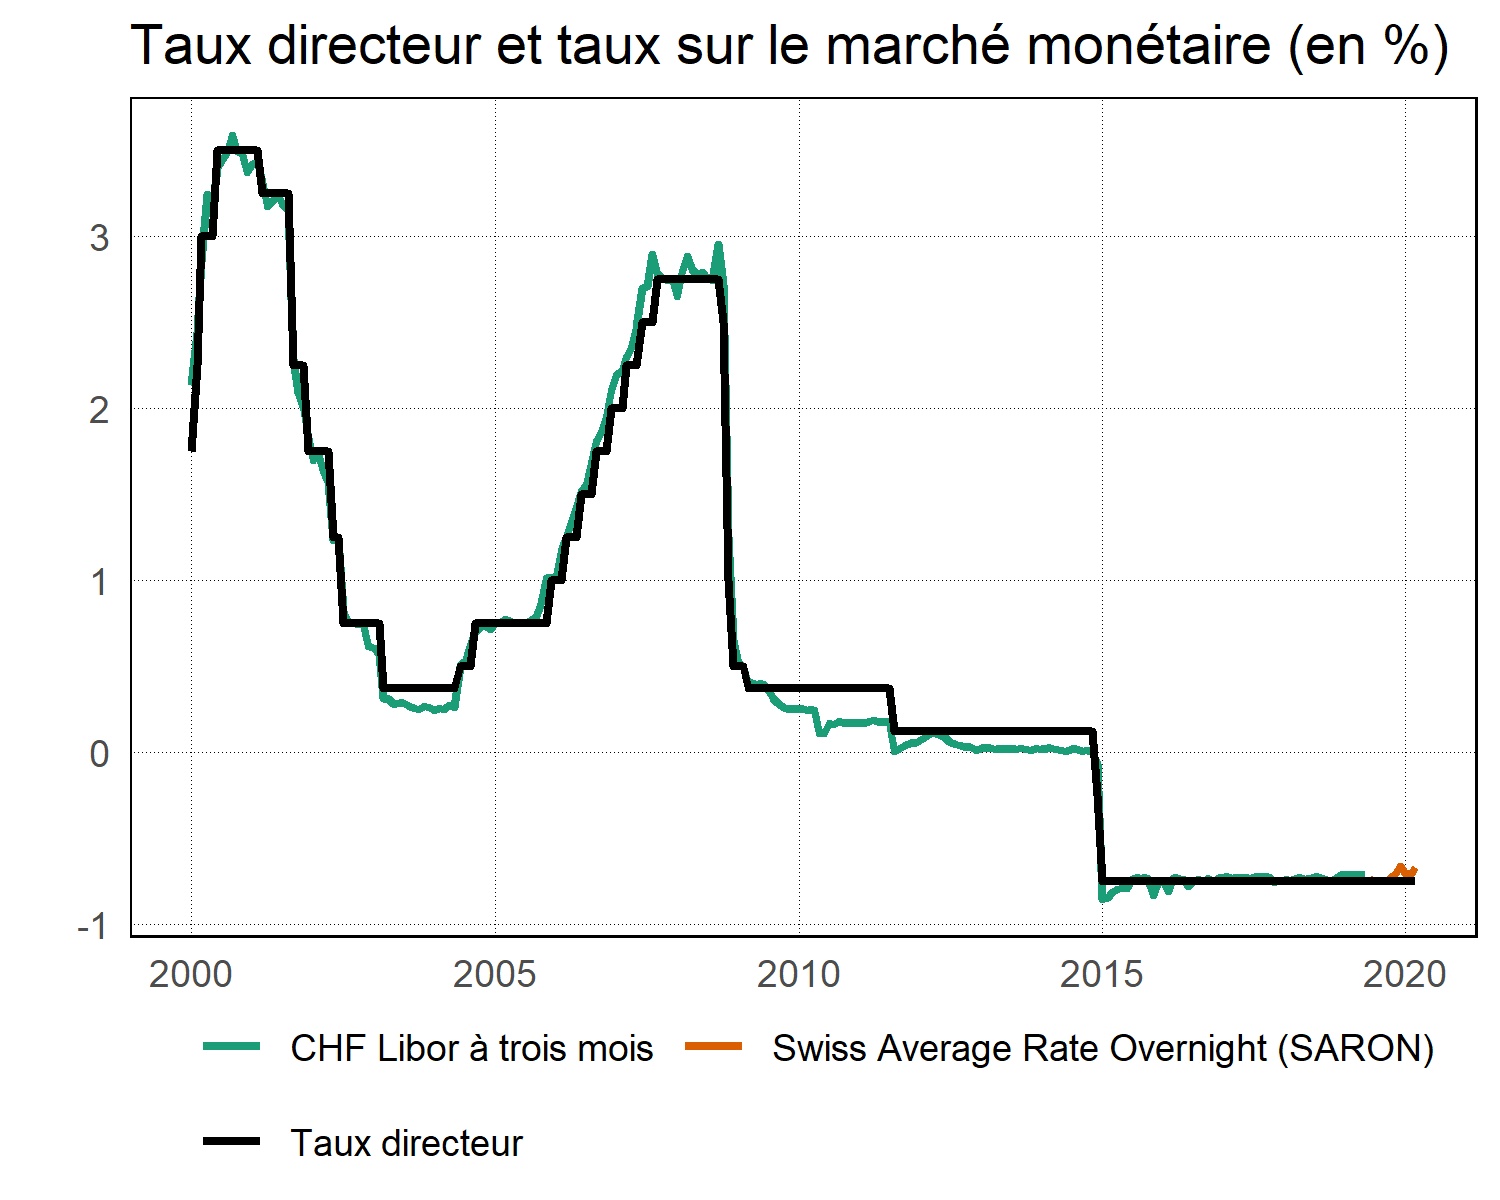 Taux directeur et taux sur le marché monétaire (en %)
3
2
1
0
-1
2000 2005 2010 2015 2020
CHF Libor à trois mois Swiss Average Rate Overnight (SARON)
Taux directeur